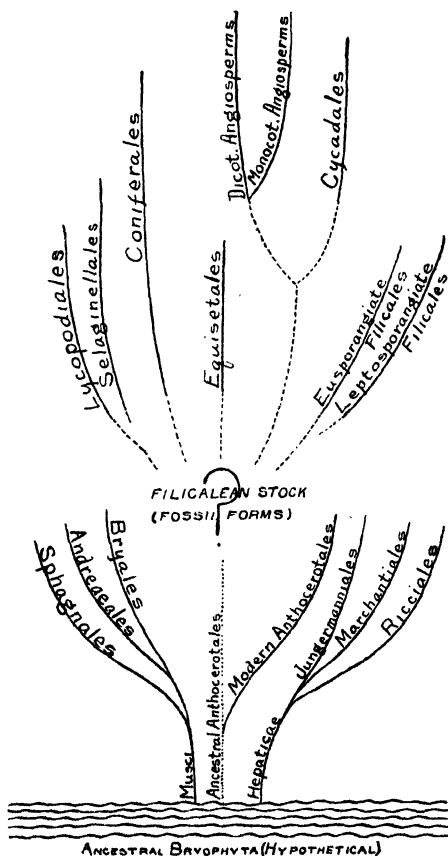 Dicot. Angiosperms
Monocot. Angiosperms
Cycadales
Coniferales
Lycopodiales
Selaginellales
Equisetales
Eusporangiate
Filicales
Leptosporangiate
Filicales
?
FILICALEAN STOCK
(FOSSIL FORMS)
Sphagnales
Andreaeales
Bryales
Ancestral Anthocerotales
Modern Anthocerotales
Jungermanniales
Marchantiales
Ricciales
Musci
Hepaticae
ANCESTRAL BRYOPHYTA (HYPOTHETICAL)